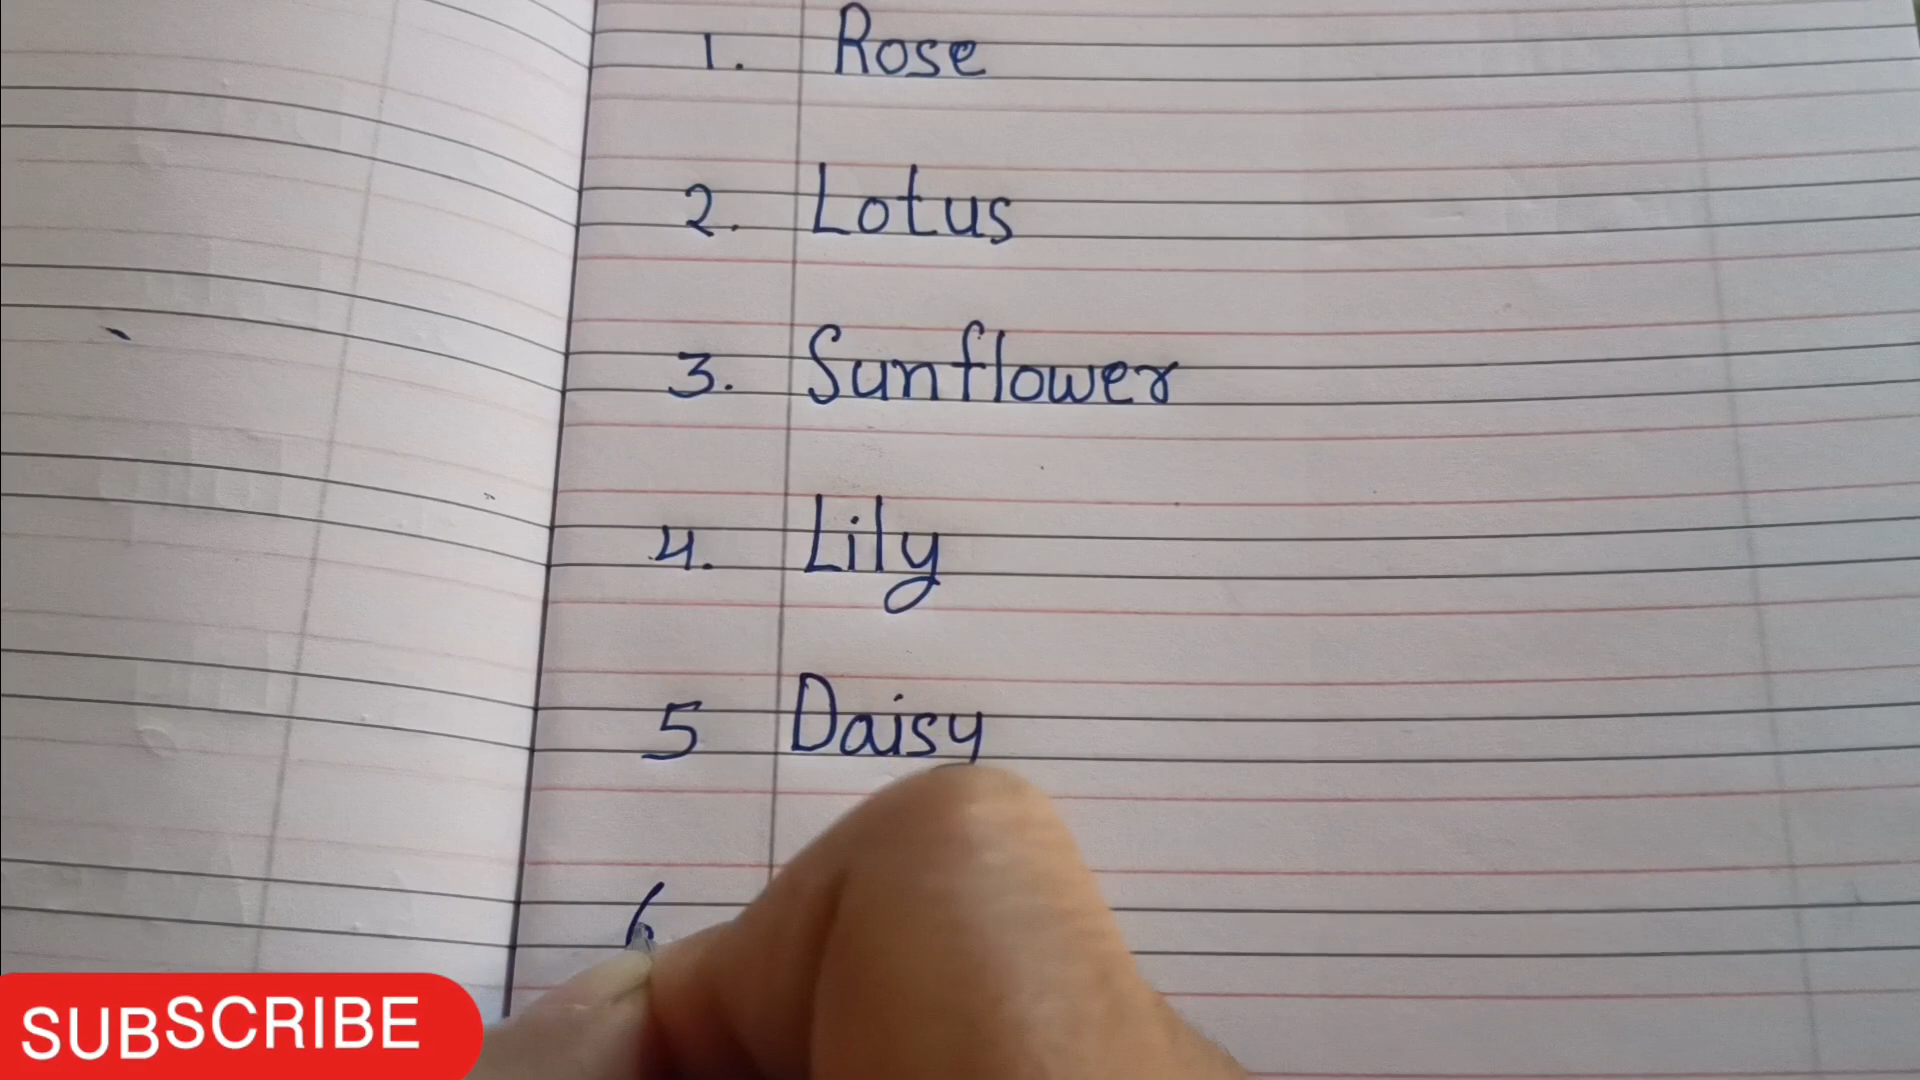 1. Rose
2. Lotus
3. Sunflower
4. Lily
5 Daisy
6
SUBSCRIBE